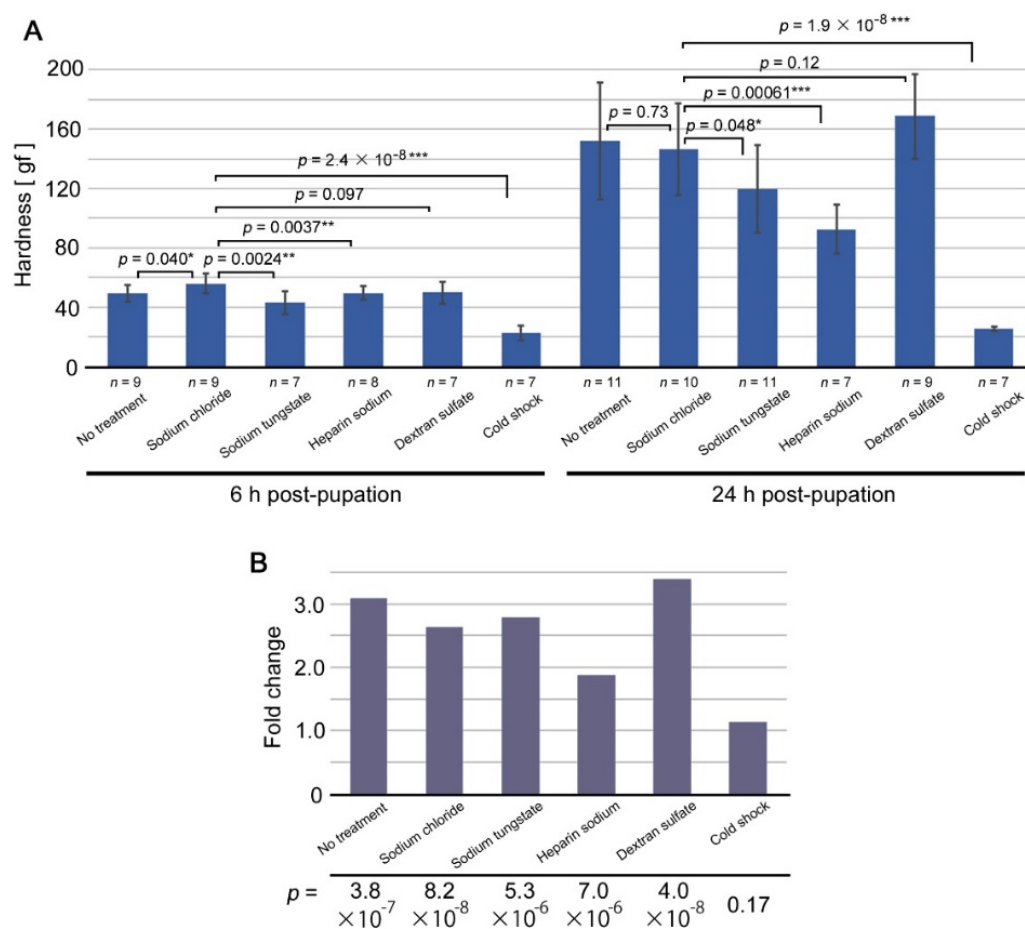 A
p = 1.9 × 10-8 ***
p = 0.12
p = 0.00061***
p = 0.73
p = 0.048*
p = 2.4 × 10-8 ***
p = 0.097
p = 0.0037**
p = 0.040*
p = 0.0024**
Hardness [ gf ]
200
160
120
80
40
0
n = 9
n = 9
n = 7
n = 8
n = 7
n = 7
n = 11
n = 10
n = 11
n = 7
n = 9
n = 7
No treatment
Sodium chloride
Sodium tungstate
Heparin sodium
Dextran sulfate
Cold shock
No treatment
Sodium chloride
Sodium tungstate
Heparin sodium
Dextran sulfate
Cold shock
6 h post-pupation
24 h post-pupation
B
Fold change
3.0
2.0
1.0
0
No treatment
Sodium chloride
Sodium tungstate
Heparin sodium
Dextran sulfate
Cold shock
p =
3.8
×10-7
8.2
×10-8
5.3
×10-6
7.0
×10-6
4.0
×10-8
0.17